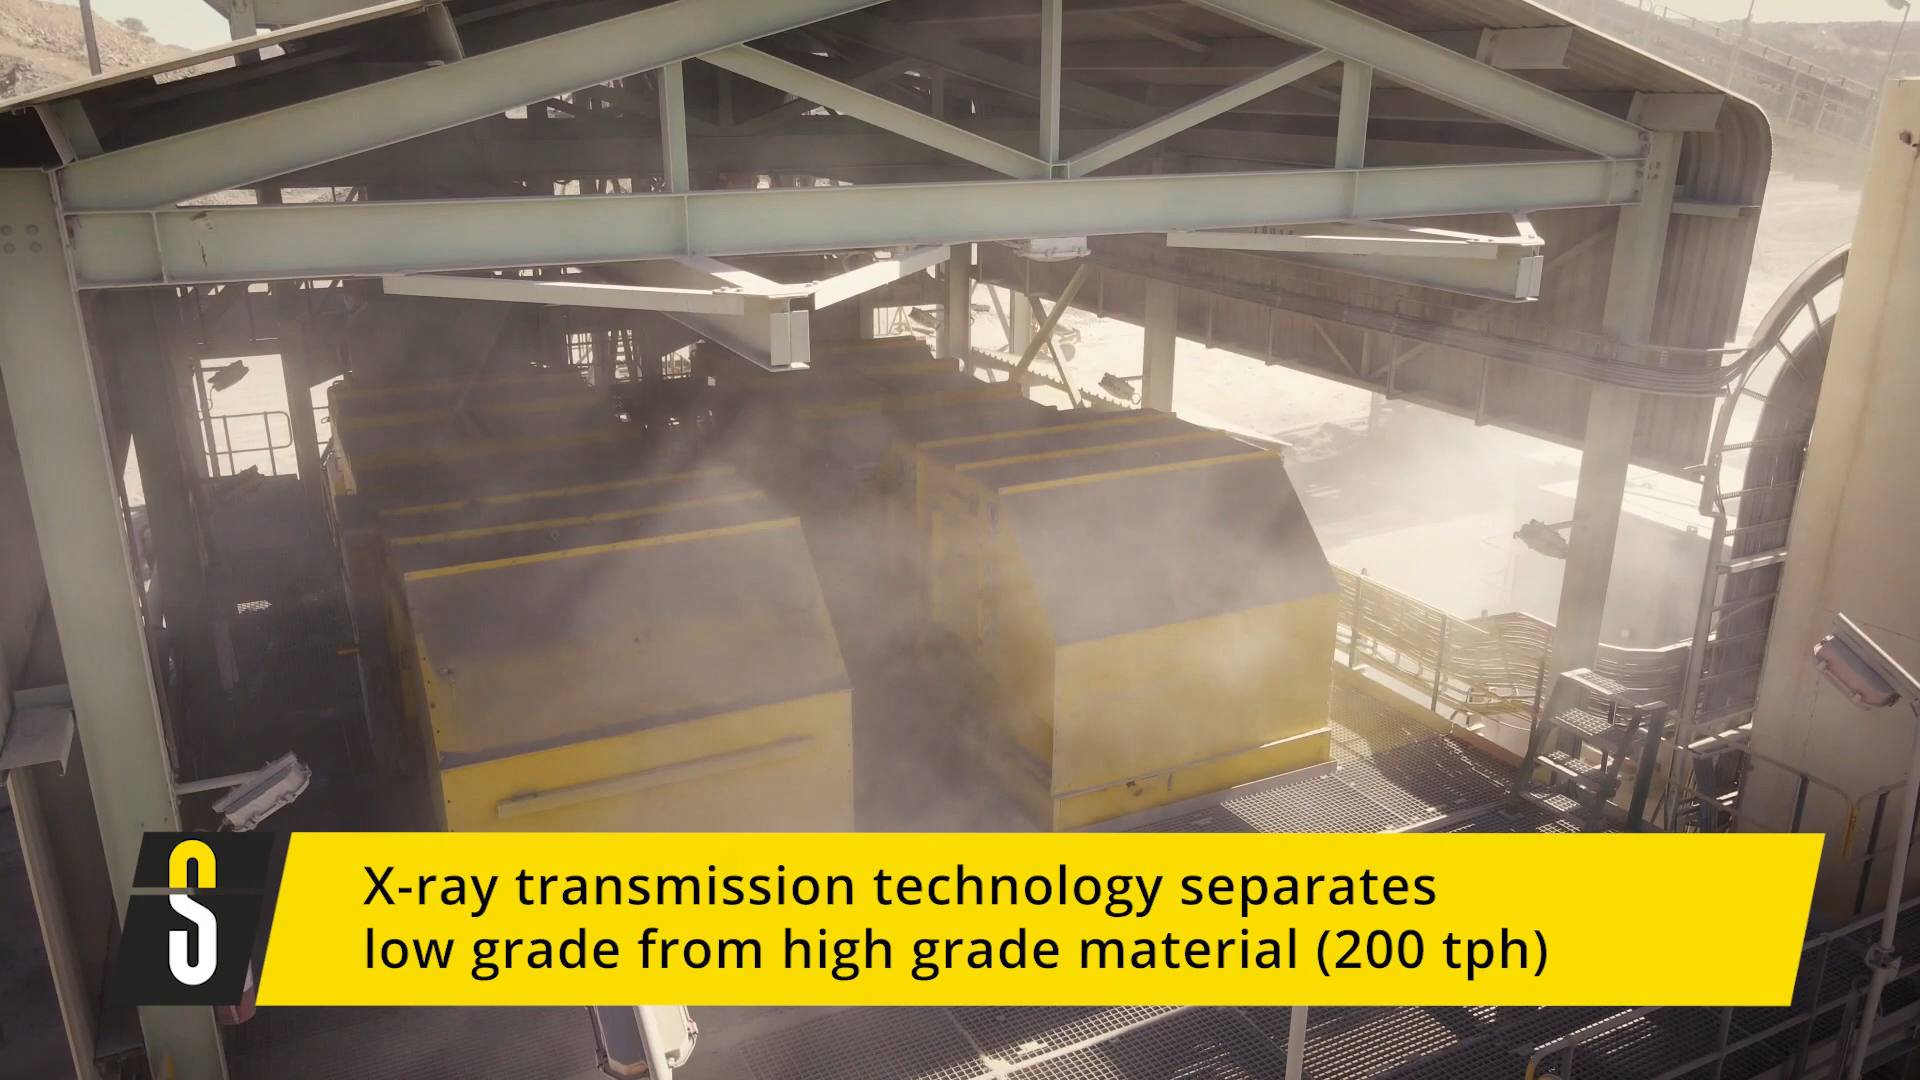 S
X-ray transmission technology separates
low grade from high grade material (200 tph)